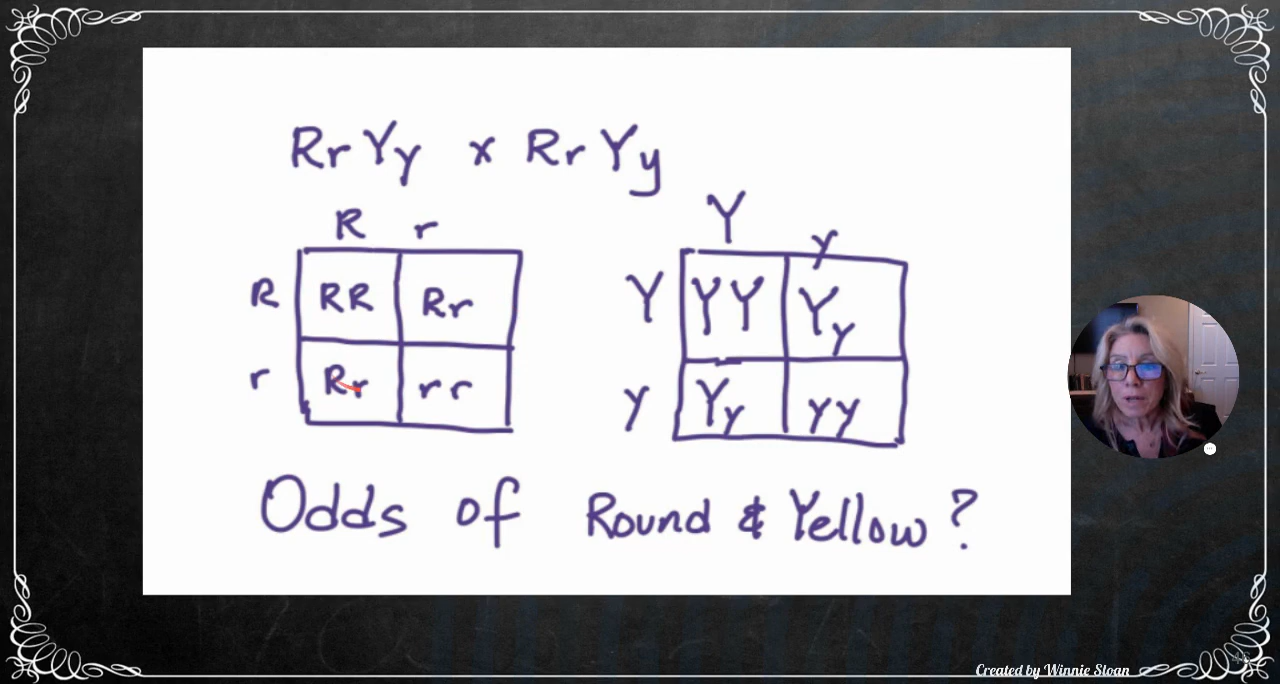 RrYy x RrYy
R r
R RR Rr
r Rr rr
Y y
Y YY Yy
y Yy yy
Odds of Round & Yellow?
Created by Winnie Sloan